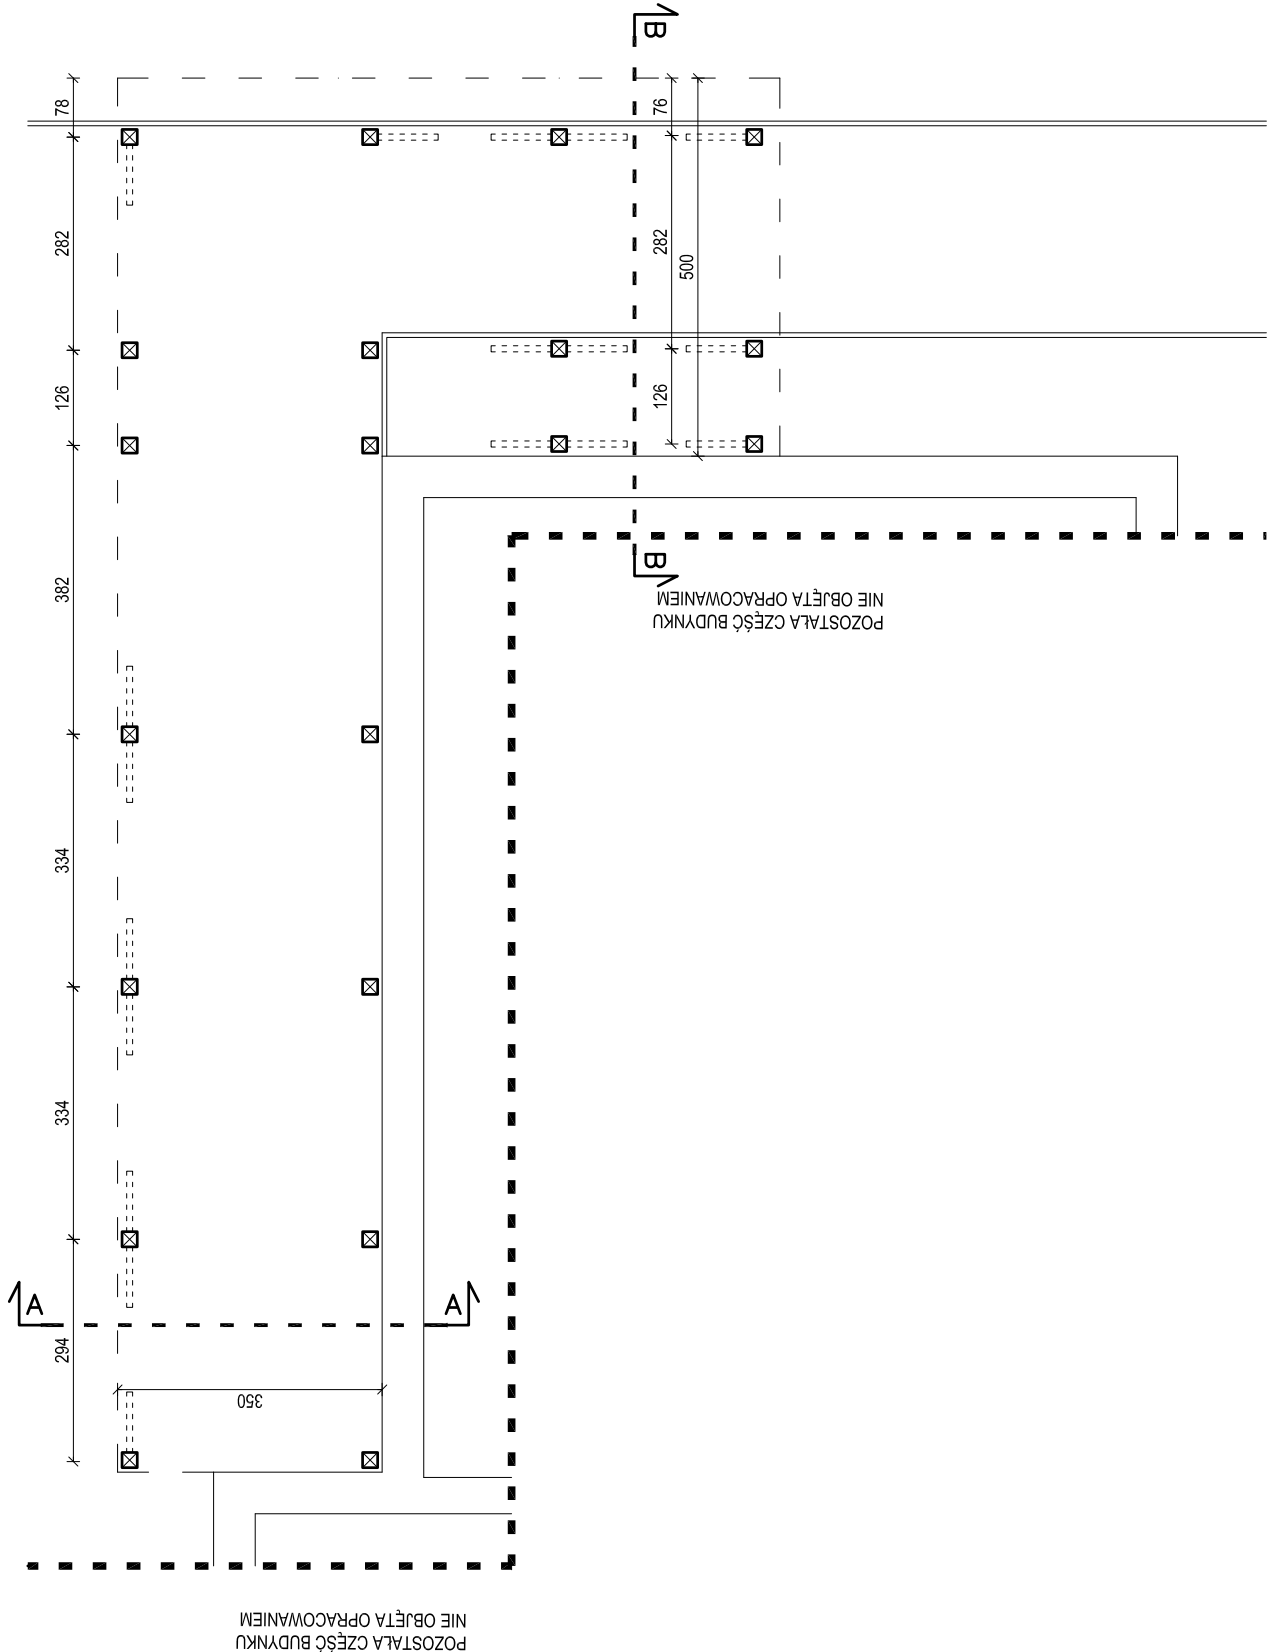 B
78
76
282
282
500
126
126
B
382
POZOSTAŁA CZĘŚĆ BUDYNKU
NIE OBJĘTA OPRACOWANIEM
334
334
A
A
294
350
POZOSTAŁA CZĘŚĆ BUDYNKU
NIE OBJĘTA OPRACOWANIEM